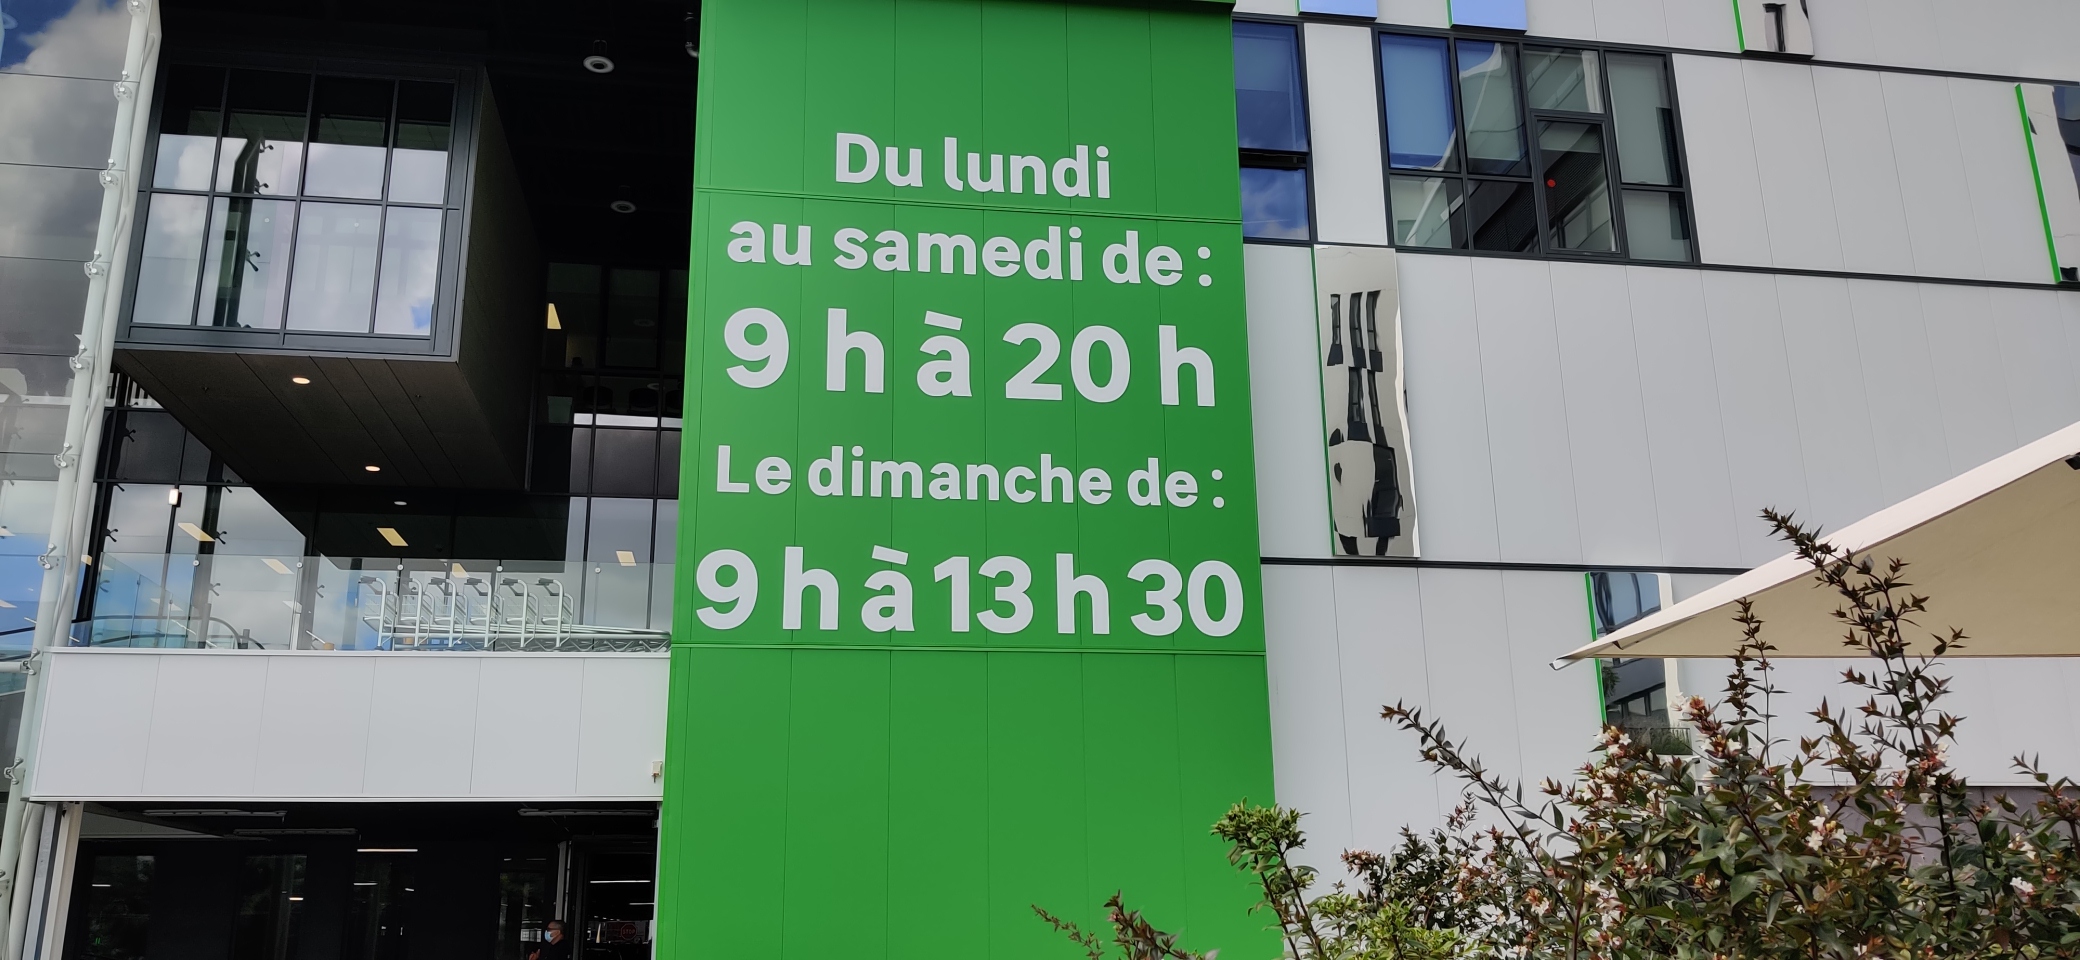 Du lundi
au samedi de :
9 h à 20 h
Le dimanche de :
9 h à 13 h 30